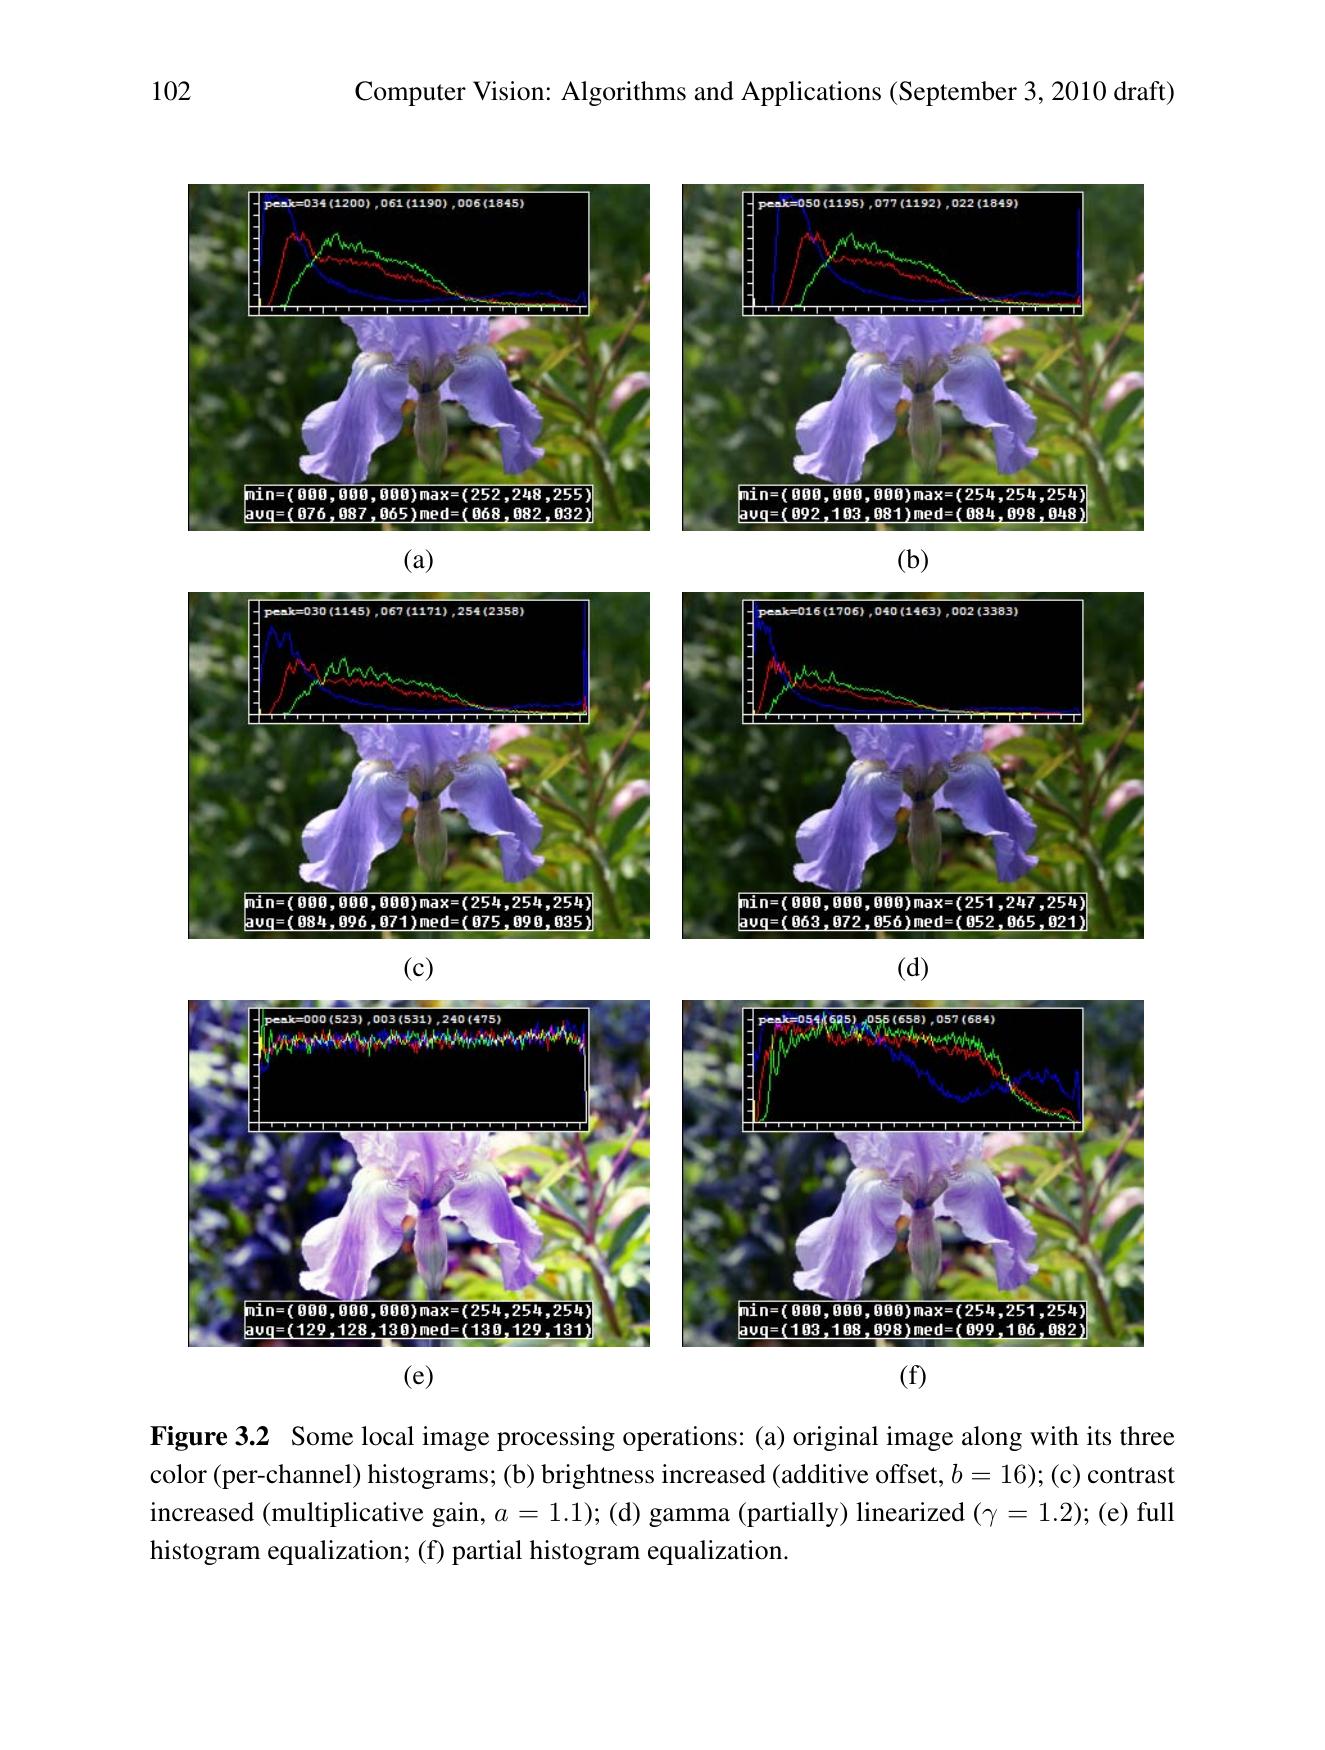 102 Computer Vision: Algorithms and Applications (September 3, 2010 draft)
peak=034(1200),061(1190),006(1845)
min=(000,000,000)max=(252,248,255)
avg=(076,087,065)med=(068,082,032)
(a)
peak=050(1195),077(1192),022(1849)
min=(000,000,000)max=(254,254,254)
avg=(092,103,081)med=(084,098,048)
(b)
peak=030(1145),067(1171),254(2358)
min=(000,000,000)max=(254,254,254)
avg=(084,096,071)med=(075,090,035)
(c)
peak=016(1706),040(1463),002(3383)
min=(000,000,000)max=(251,247,254)
avg=(063,072,056)med=(052,065,021)
(d)
peak=000(523),003(531),240(475)
min=(000,000,000)max=(254,254,254)
avg=(129,128,130)med=(130,129,131)
(e)
peak=054(625),055(658),057(684)
min=(000,000,000)max=(254,251,254)
avg=(103,108,098)med=(099,106,082)
(f)
Figure 3.2 Some local image processing operations: (a) original image along with its three
color (per-channel) histograms; (b) brightness increased (additive offset, b = 16); (c) contrast
increased (multiplicative gain, a = 1.1); (d) gamma (partially) linearized (γ = 1.2); (e) full
histogram equalization; (f) partial histogram equalization.